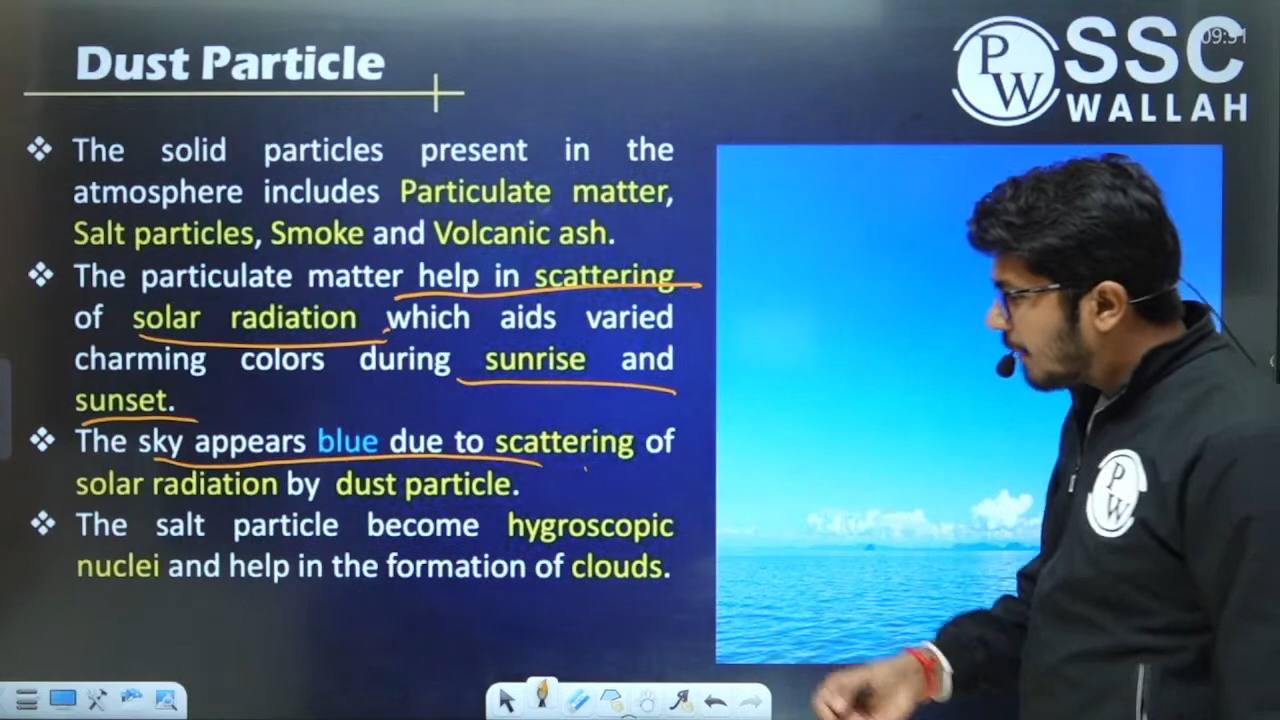 Dust Particle
PW
SSC
WALLAH
09:51
❖ The solid particles present in the
atmosphere includes Particulate matter,
Salt particles, Smoke and Volcanic ash.
❖ The particulate matter help in scattering
of solar radiation which aids varied
charming colors during sunrise and
sunset.
❖ The sky appears blue due to scattering of
solar radiation by dust particle.
❖ The salt particle become hygroscopic
nuclei and help in the formation of clouds.
PW